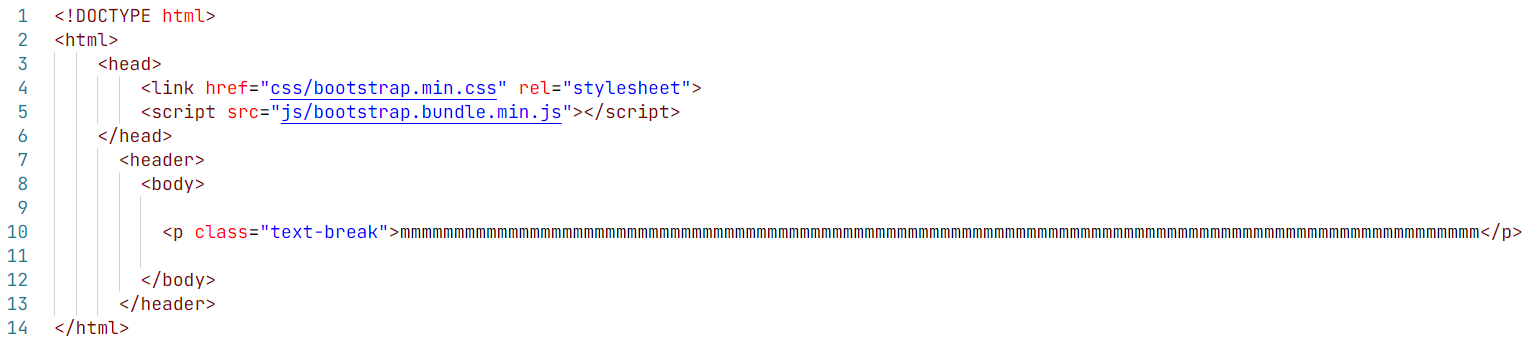 1 <!DOCTYPE html>
2 <html>
3 <head>
4 <link href="css/bootstrap.min.css" rel="stylesheet">
5 <script src="js/bootstrap.bundle.min.js"></script>
6 </head>
7 <header>
8 <body>
9
10 <p class="text-break">mmmmmmmmmmmmmmmmmmmmmmmmmmmmmmmmmmmmmmmmmmmmmmmmmmmmmmmmmmmmmmmmmmmmmmmmmmmmmmmmmmmmmmmmmmmmmmmmmmmm</p>
11
12 </body>
13 </header>
14 </html>